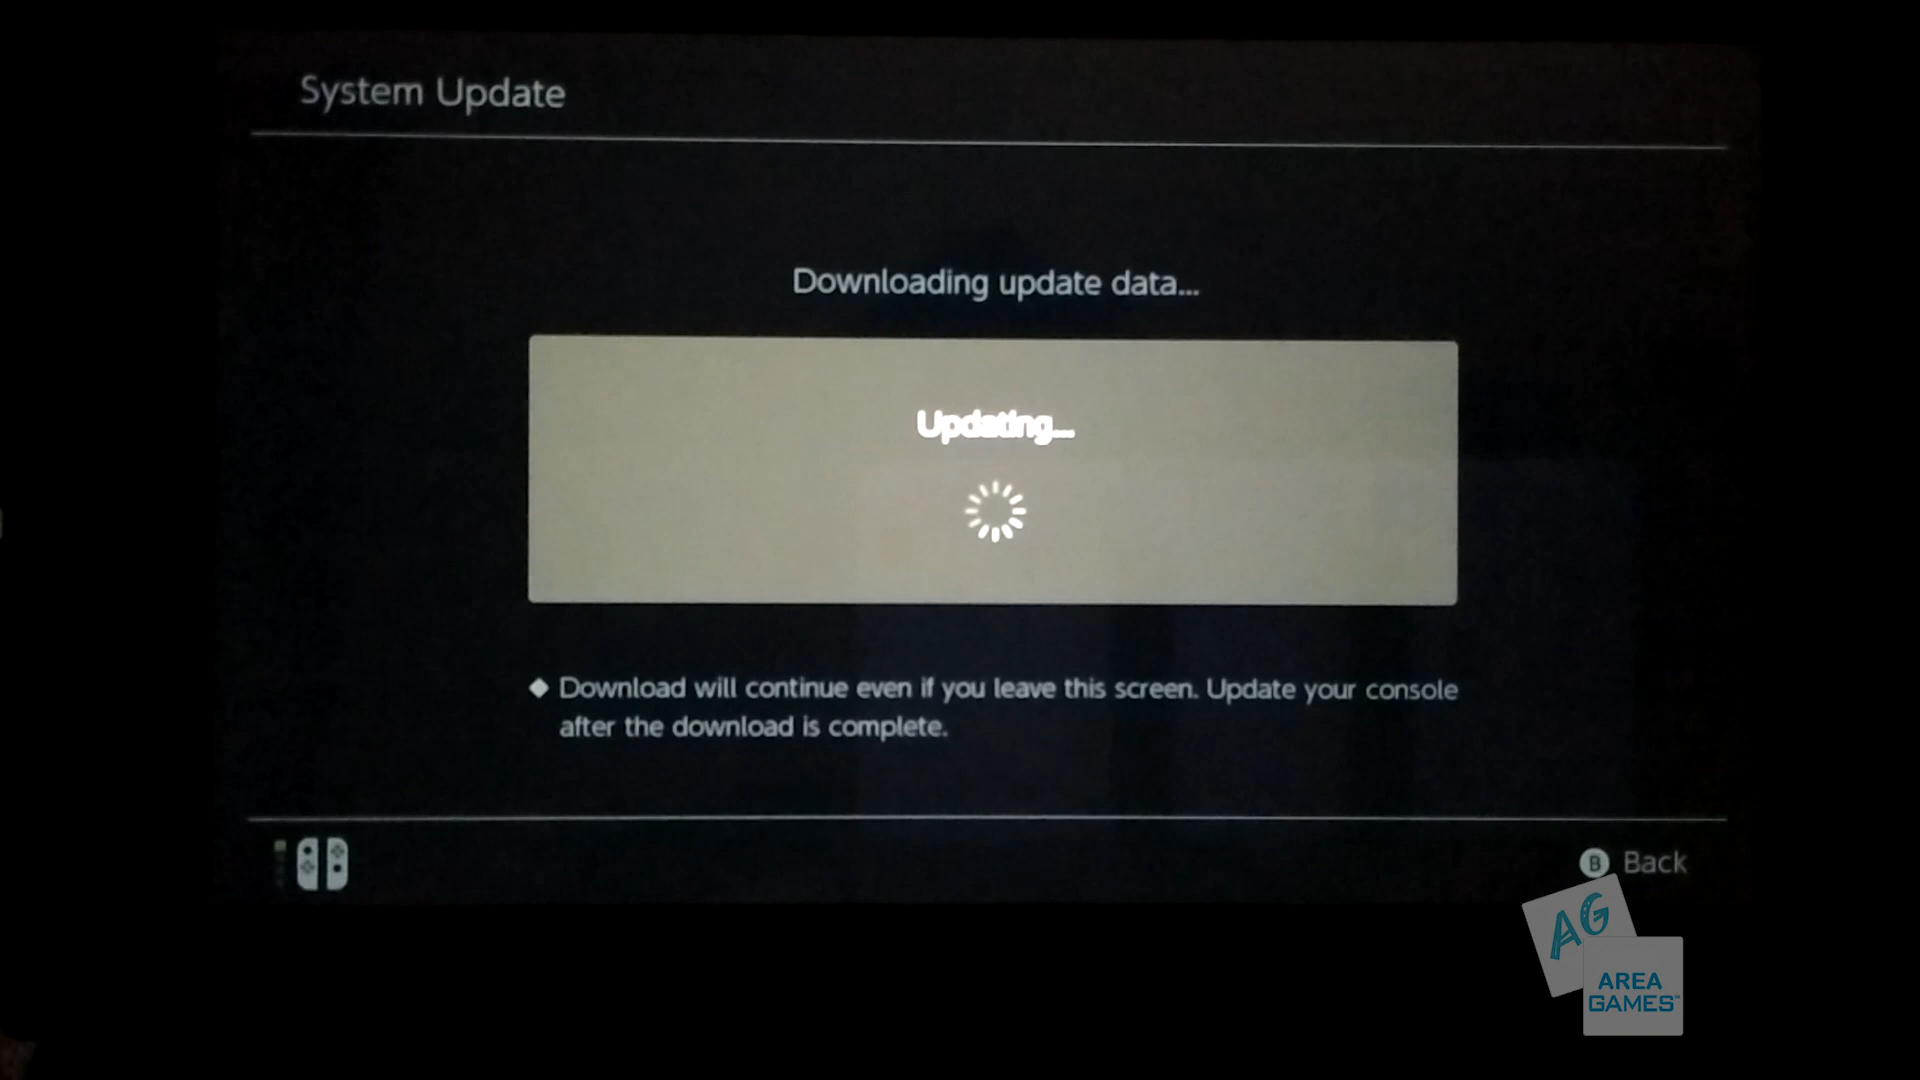 System Update
Downloading update data...
Updating...
◆ Download will continue even if you leave this screen. Update your console
after the download is complete.
B Back
AG
AREA
GAMES™